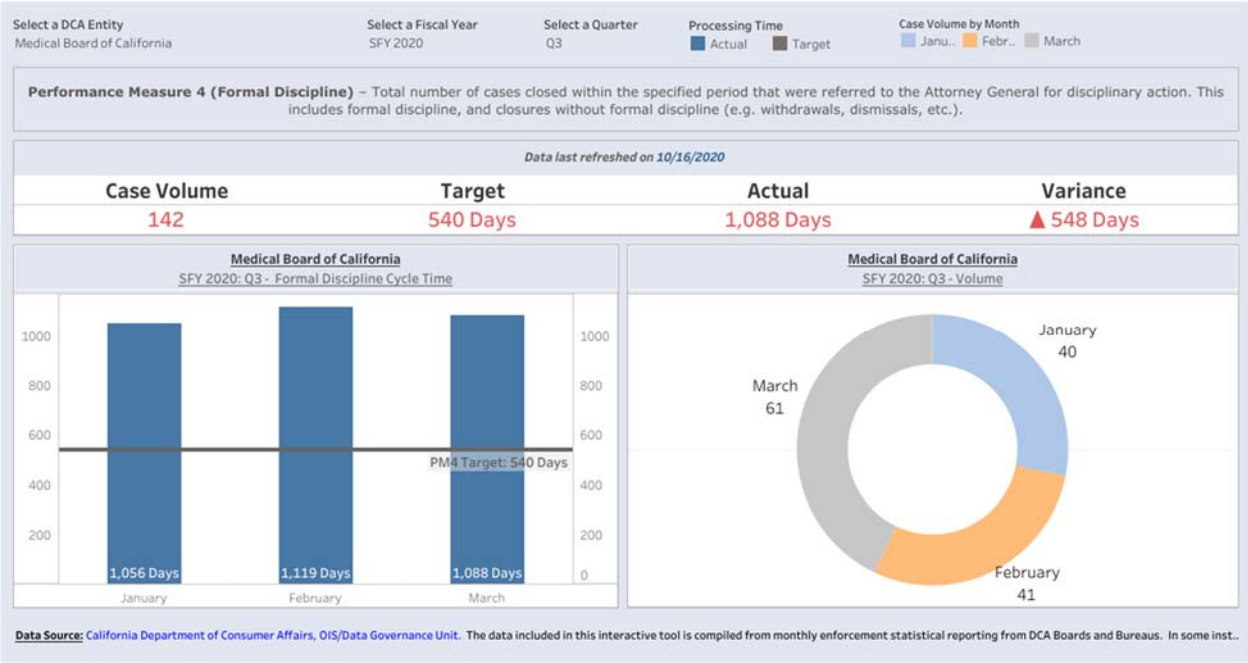 Select a DCA Entity
Medical Board of California
Select a Fiscal Year
SFY 2020
Select a Quarter
Q3
Processing Time
Actual Target
Case Volume by Month
Janu.. Febr.. March
Performance Measure 4 (Formal Discipline) – Total number of cases closed within the specified period that were referred to the Attorney General for disciplinary action. This
includes formal discipline, and closures without formal discipline (e.g. withdrawals, dismissals, etc.).
Data last refreshed on 10/16/2020
Case Volume Target Actual Variance
142 540 Days 1,088 Days ▲ 548 Days
Medical Board of California
SFY 2020: Q3 - Formal Discipline Cycle Time
1000 1000
800 800
600 600
PM4 Target: 540 Days
400 400
200 200
1,056 Days 1,119 Days 1,088 Days 0
January February March
Medical Board of California
SFY 2020: Q3 - Volume
January
40
March
61
February
41
Data Source: California Department of Consumer Affairs, OIS/Data Governance Unit. The data included in this interactive tool is compiled from monthly enforcement statistical reporting from DCA Boards and Bureaus. In some inst..